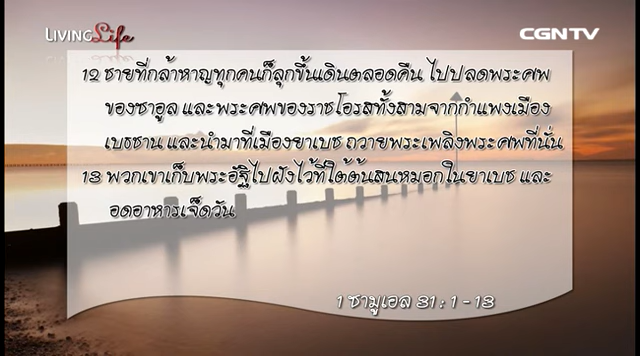 LIVING Life
CGNTV
12 ชายที่กล้าหาญทุกคนก็ลุกขึ้นเดินตลอดคืน ไปปลดพระศพ
ของซาอูล และพระศพของราชโอรสทั้งสามจากกำแพงเมือง
เบธชาน และนำมาที่เมืองยาเบช ถวายพระเพลิงพระศพที่นั่น
13 พวกเขาเก็บพระอัฐิไปฝังไว้ที่ใต้ต้นสนหมอกในยาเบช และ
อดอาหารเจ็ดวัน
1 ซามูเอล 31 : 1 - 13